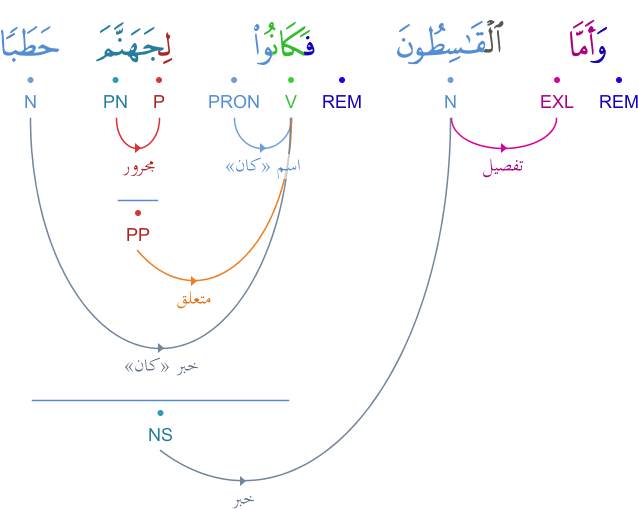 وَأَمَّا ٱلْقَـٰسِطُونَ فَكَانُوا۟ لِجَهَنَّمَ حَطَبًا
REM EXL N REM V PRON P PN N
تفصيل اسم «كان» مجرور
PP
متعلق
خبر «كان»
NS
خبر